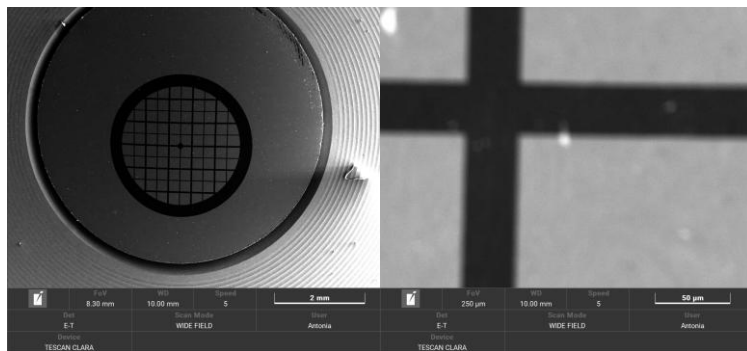 FoV WD Speed
8.30 mm 10.00 mm 5 2 mm
Det Scan Mode User
E-T WIDE FIELD Antonia
Device
TESCAN CLARA
FoV WD Speed
250 µm 10.00 mm 5 50 µm
Det Scan Mode User
E-T WIDE FIELD Antonia
Device
TESCAN CLARA